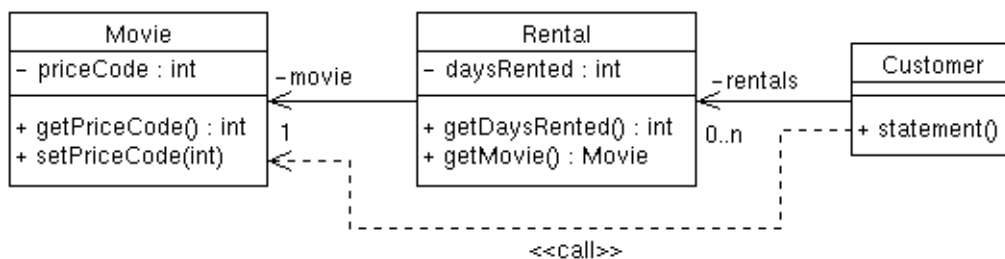 Movie
- priceCode : int
+ getPriceCode() : int
+ setPriceCode(int)
-movie
1
Rental
- daysRented : int
+ getDaysRented() : int
+ getMovie() : Movie
-rentals
0..n
Customer
+ statement()
<<call>>